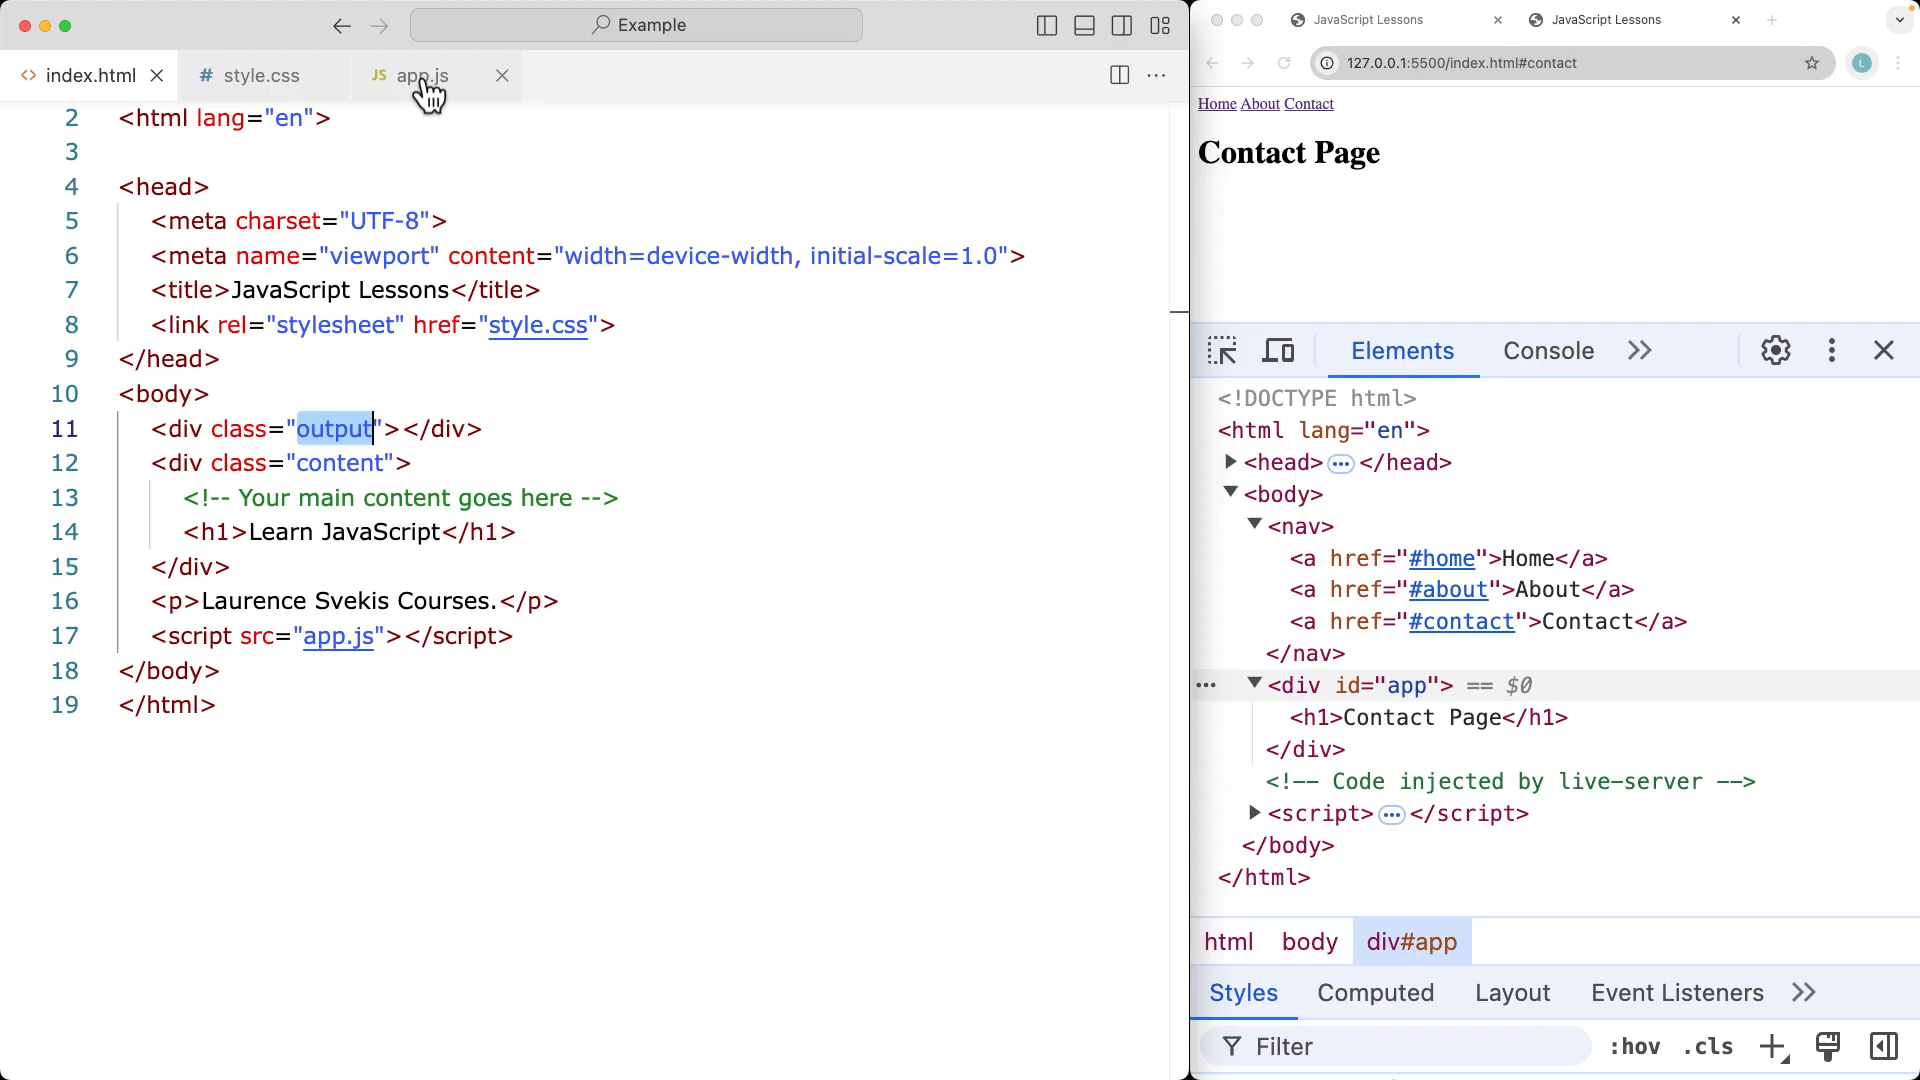 Example
index.html
# style.css
JS app.js
2 <html lang="en">
3
4 <head>
5 <meta charset="UTF-8">
6 <meta name="viewport" content="width=device-width, initial-scale=1.0">
7 <title>JavaScript Lessons</title>
8 <link rel="stylesheet" href="style.css">
9 </head>
10 <body>
11 <div class="output"></div>
12 <div class="content">
13 <!-- Your main content goes here -->
14 <h1>Learn JavaScript</h1>
15 </div>
16 <p>Laurence Svekis Courses.</p>
17 <script src="app.js"></script>
18 </body>
19 </html>
JavaScript Lessons
JavaScript Lessons
127.0.0.1:5500/index.html#contact
L
Home About Contact
Contact Page
Elements Console
<!DOCTYPE html>
<html lang="en">
<head> ••• </head>
<body>
<nav>
<a href="#home">Home</a>
<a href="#about">About</a>
<a href="#contact">Contact</a>
</nav>
<div id="app"> == $0
<h1>Contact Page</h1>
</div>
<!-- Code injected by live-server -->
<script> ••• </script>
</body>
</html>
html body div#app
Styles Computed Layout Event Listeners
Filter :hov .cls